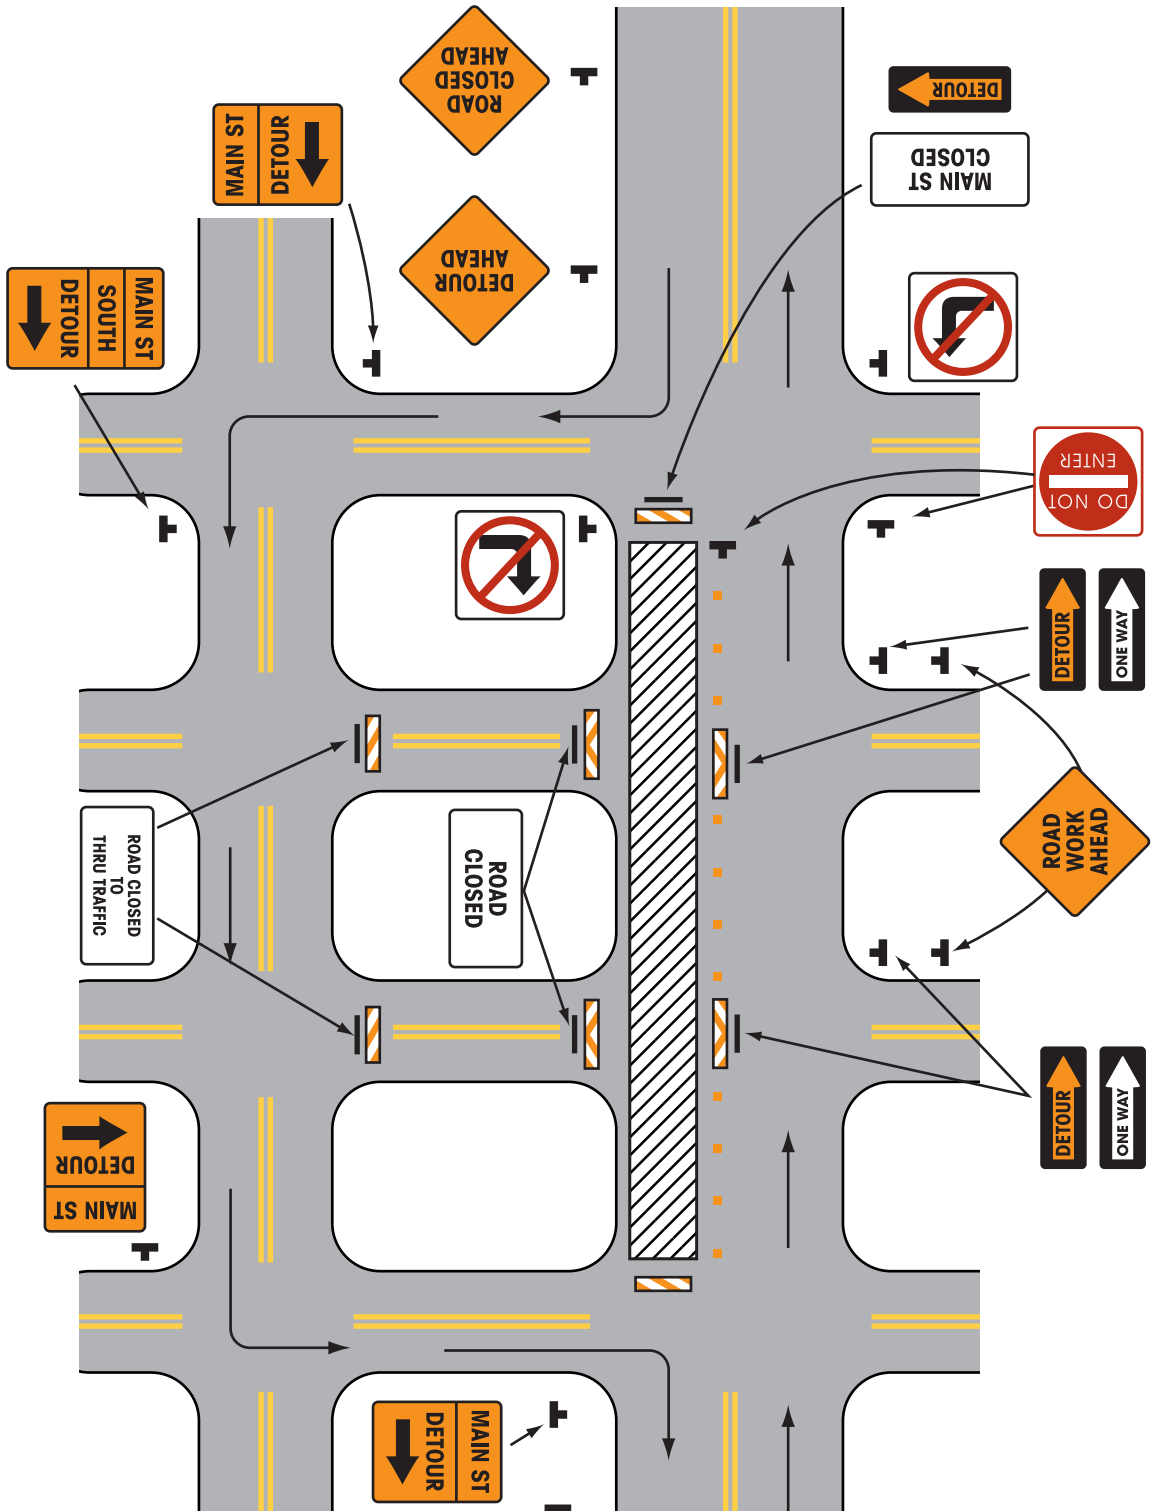 ROAD
CLOSED
AHEAD
DETOUR
MAIN ST
CLOSED
DETOUR
MAIN ST
DETOUR
AHEAD
MAIN ST
SOUTH
DETOUR
DO NOT
ENTER
DETOUR
ONE WAY
ROAD
WORK
AHEAD
ROAD CLOSED
TO
THRU TRAFFIC
ROAD
CLOSED
DETOUR
ONE WAY
MAIN ST
DETOUR
MAIN ST
DETOUR